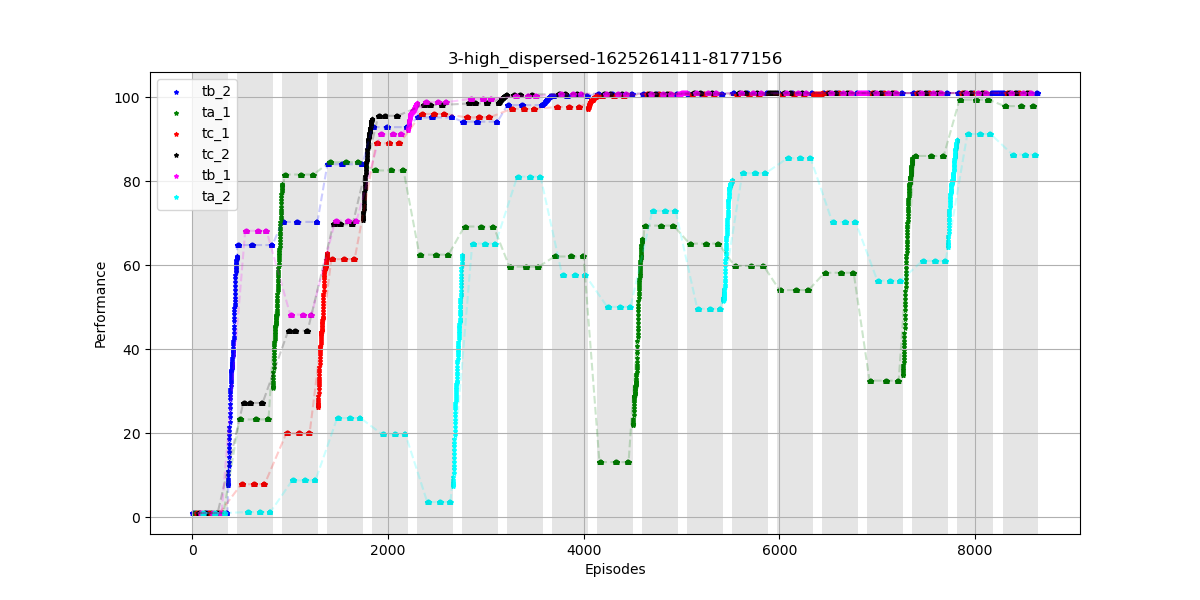 3-high_dispersed-1625261411-8177156
100
80
60
40
20
0
Performance
tb_2
ta_1
tc_1
tc_2
tb_1
ta_2
0
2000
4000
6000
8000
Episodes